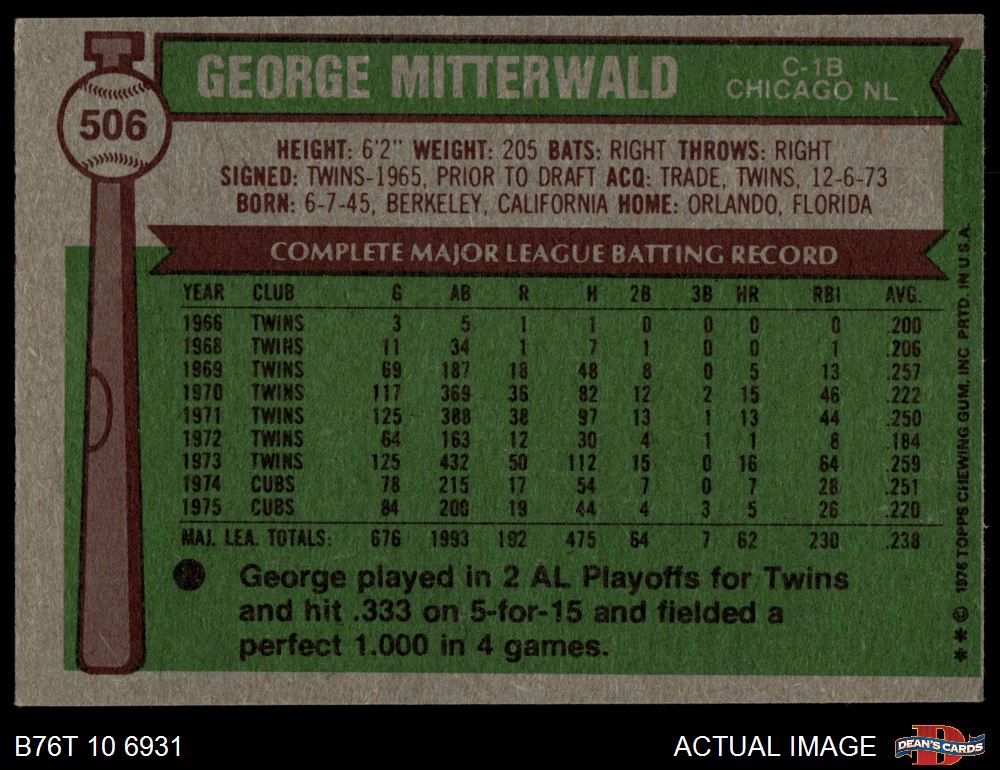 506
GEORGE MITTERWALD
C-1B
CHICAGO NL
HEIGHT: 6'2" WEIGHT: 205 BATS: RIGHT THROWS: RIGHT
SIGNED: TWINS-1965, PRIOR TO DRAFT ACQ: TRADE, TWINS, 12-6-73
BORN: 6-7-45, BERKELEY, CALIFORNIA HOME: ORLANDO, FLORIDA
COMPLETE MAJOR LEAGUE BATTING RECORD
YEAR CLUB G AB R H 2B 3B HR RBI AVG.
1966 TWINS 3 5 1 1 0 0 0 0 .200
1968 TWINS 11 34 1 7 1 0 0 1 .206
1969 TWINS 69 187 18 48 8 0 5 13 .257
1970 TWINS 117 369 36 82 12 2 15 46 .222
1971 TWINS 125 388 38 97 13 1 13 44 .250
1972 TWINS 64 163 12 30 4 1 1 8 .184
1973 TWINS 125 432 50 112 15 0 16 64 .259
1974 CUBS 78 215 17 54 7 0 7 28 .251
1975 CUBS 84 200 19 44 4 3 5 26 .220
MAJ. LEA. TOTALS: 676 1993 192 475 64 7 62 230 .238
George played in 2 AL Playoffs for Twins
and hit .333 on 5-for-15 and fielded a
perfect 1.000 in 4 games.
** © 1976 TOPPS CHEWING GUM, INC. PRTD. IN U.S.A.
B76T 10 6931
ACTUAL IMAGE
D
DEAN'S CARDS